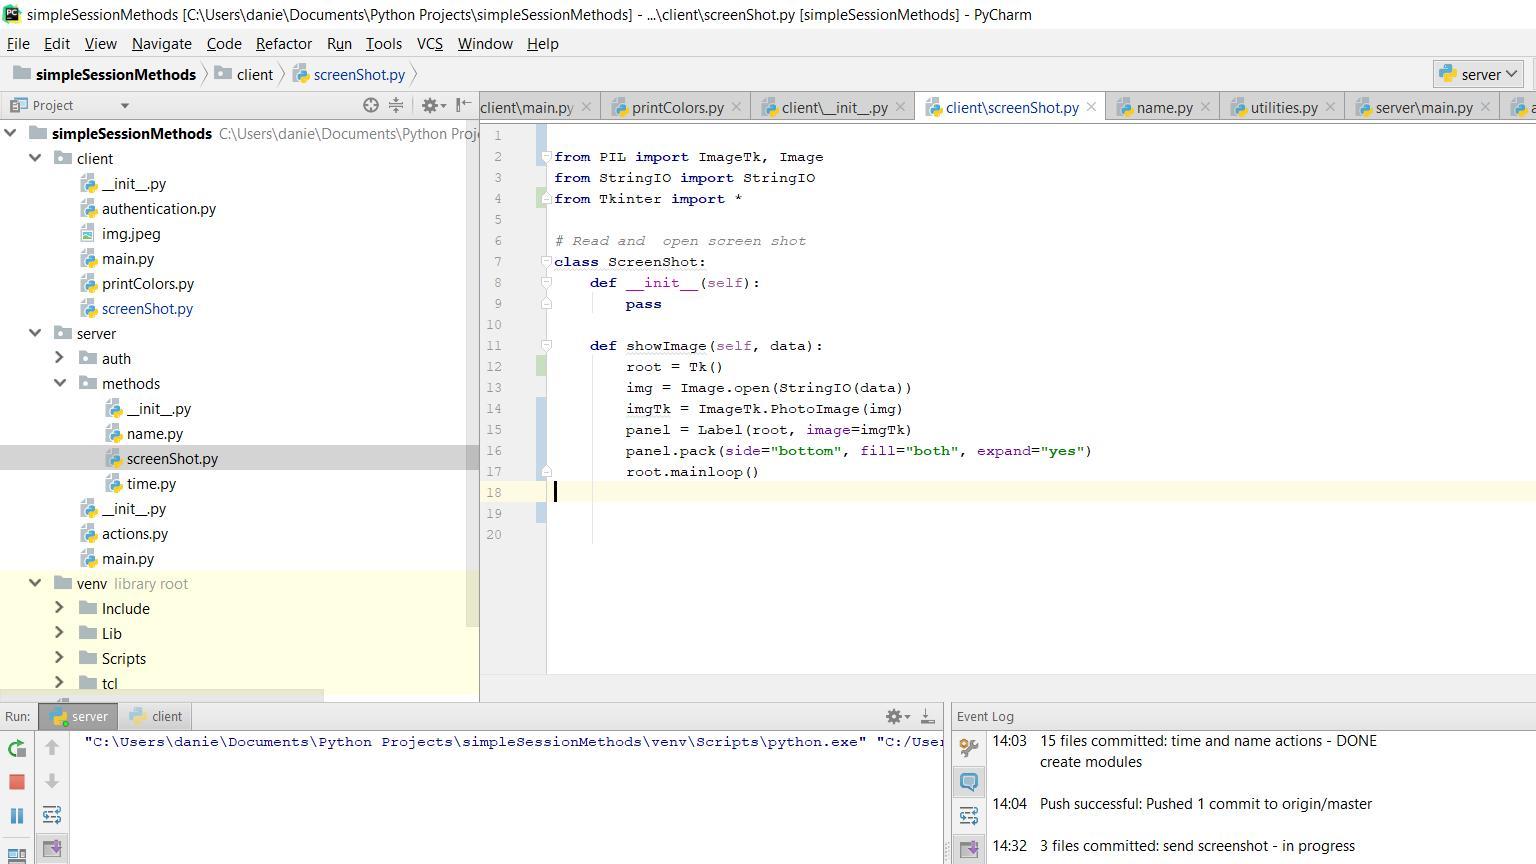 simpleSessionMethods [C:\Users\danie\Documents\Python Projects\simpleSessionMethods] - ...\client\screenShot.py [simpleSessionMethods] - PyCharm
File Edit View Navigate Code Refactor Run Tools VCS Window Help
simpleSessionMethods client screenShot.py server
Project
client\main.py printColors.py client\__init__.py client\screenShot.py name.py utilities.py server\main.py
simpleSessionMethods C:\Users\danie\Documents\Python Proj
client
__init__.py
authentication.py
img.jpeg
main.py
printColors.py
screenShot.py
server
auth
methods
__init__.py
name.py
screenShot.py
time.py
__init__.py
actions.py
main.py
venv library root
Include
Lib
Scripts
tcl
1
2 from PIL import ImageTk, Image
3 from StringIO import StringIO
4 from Tkinter import *
5
6 # Read and  open screen shot
7 class ScreenShot:
8     def __init__(self):
9         pass
10
11     def showImage(self, data):
12         root = Tk()
13         img = Image.open(StringIO(data))
14         imgTk = ImageTk.PhotoImage(img)
15         panel = Label(root, image=imgTk)
16         panel.pack(side="bottom", fill="both", expand="yes")
17         root.mainloop()
18
19
20
Run: server client
"C:\Users\danie\Documents\Python Projects\simpleSessionMethods\venv\Scripts\python.exe" "C:/User
Event Log
14:03 15 files committed: time and name actions - DONE
create modules
14:04 Push successful: Pushed 1 commit to origin/master
14:32 3 files committed: send screenshot - in progress